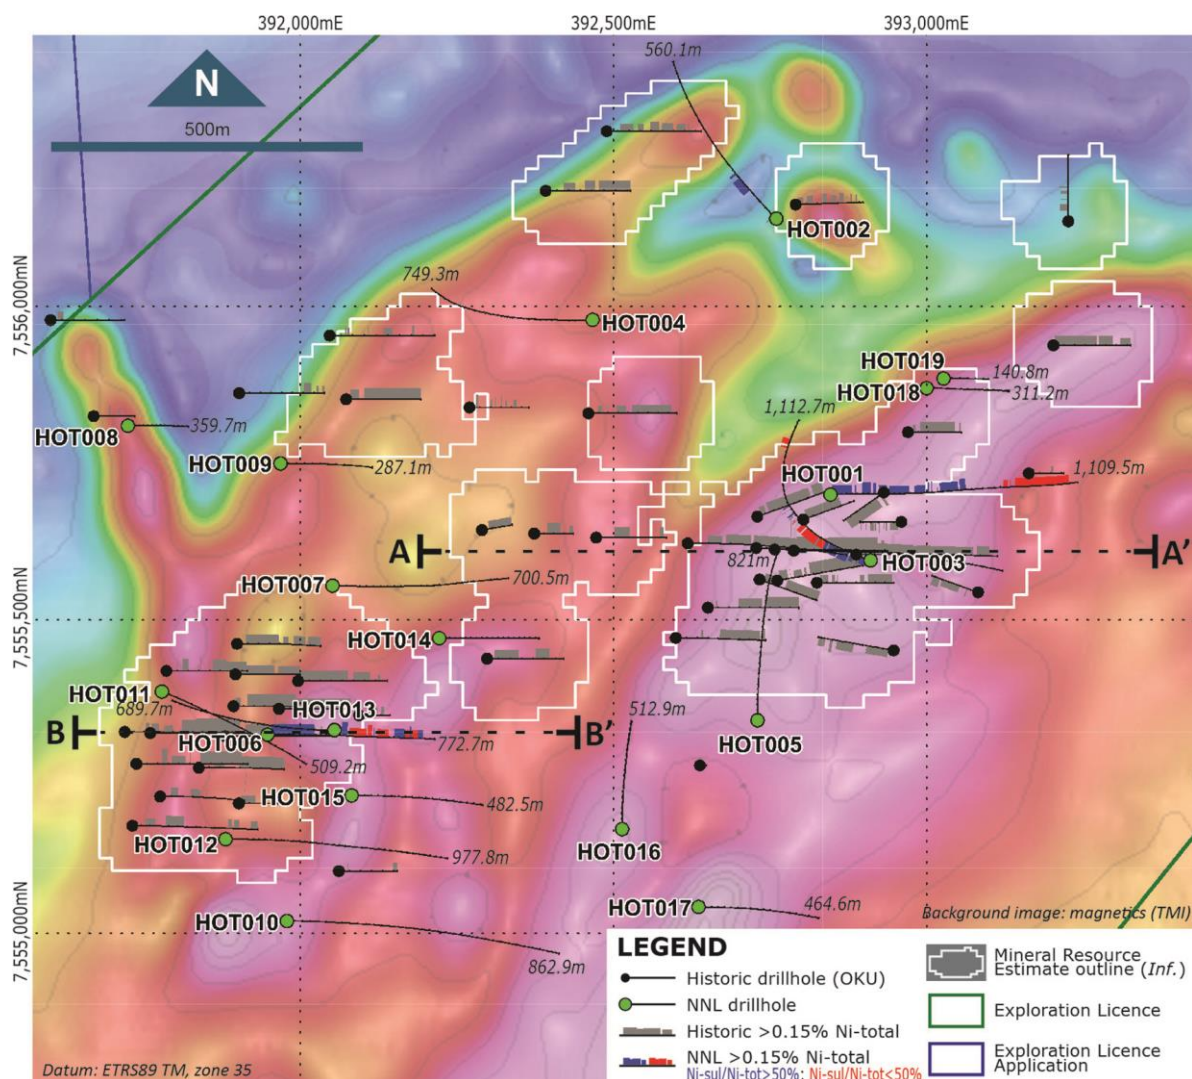 392,000mE
392,500mE
393,000mE
N
500m
560.1m
HOT002
749.3m
HOT004
7,556,000mN
HOT019
140.8m
HOT018
311.2m
1,112.7m
HOT008
359.7m
HOT009
287.1m
HOT001
1,109.5m
A
A'
821m
HOT003
HOT007
700.5m
7,555,500mN
HOT014
HOT011
689.7m
HOT013
B
HOT006
772.7m
B'
512.9m
HOT005
509.2m
HOT015
482.5m
HOT012
977.8m
HOT016
HOT010
862.9m
HOT017
464.6m
7,555,000mN
Background image: magnetics (TMI)
LEGEND
Historic drillhole (OKU)
NNL drillhole
Historic >0.15% Ni-total
NNL >0.15% Ni-total
Ni-sul/Ni-tot>50%; Ni-sul/Ni-tot<50%
Mineral Resource
Estimate outline (Inf.)
Exploration Licence
Exploration Licence
Application
Datum: ETRS89 TM, zone 35